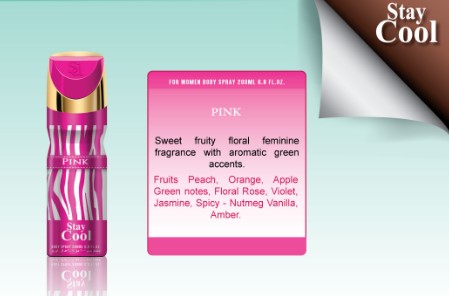 Stay
Cool
FOR WOMEN BODY SPRAY 200ML 6.8 FL.OZ.
PINK
Sweet fruity floral feminine
fragrance with aromatic green
accents.
Fruits Peach, Orange, Apple
Green notes, Floral Rose, Violet,
Jasmine, Spicy - Nutmeg Vanilla,
Amber.
PINK
Stay
Cool